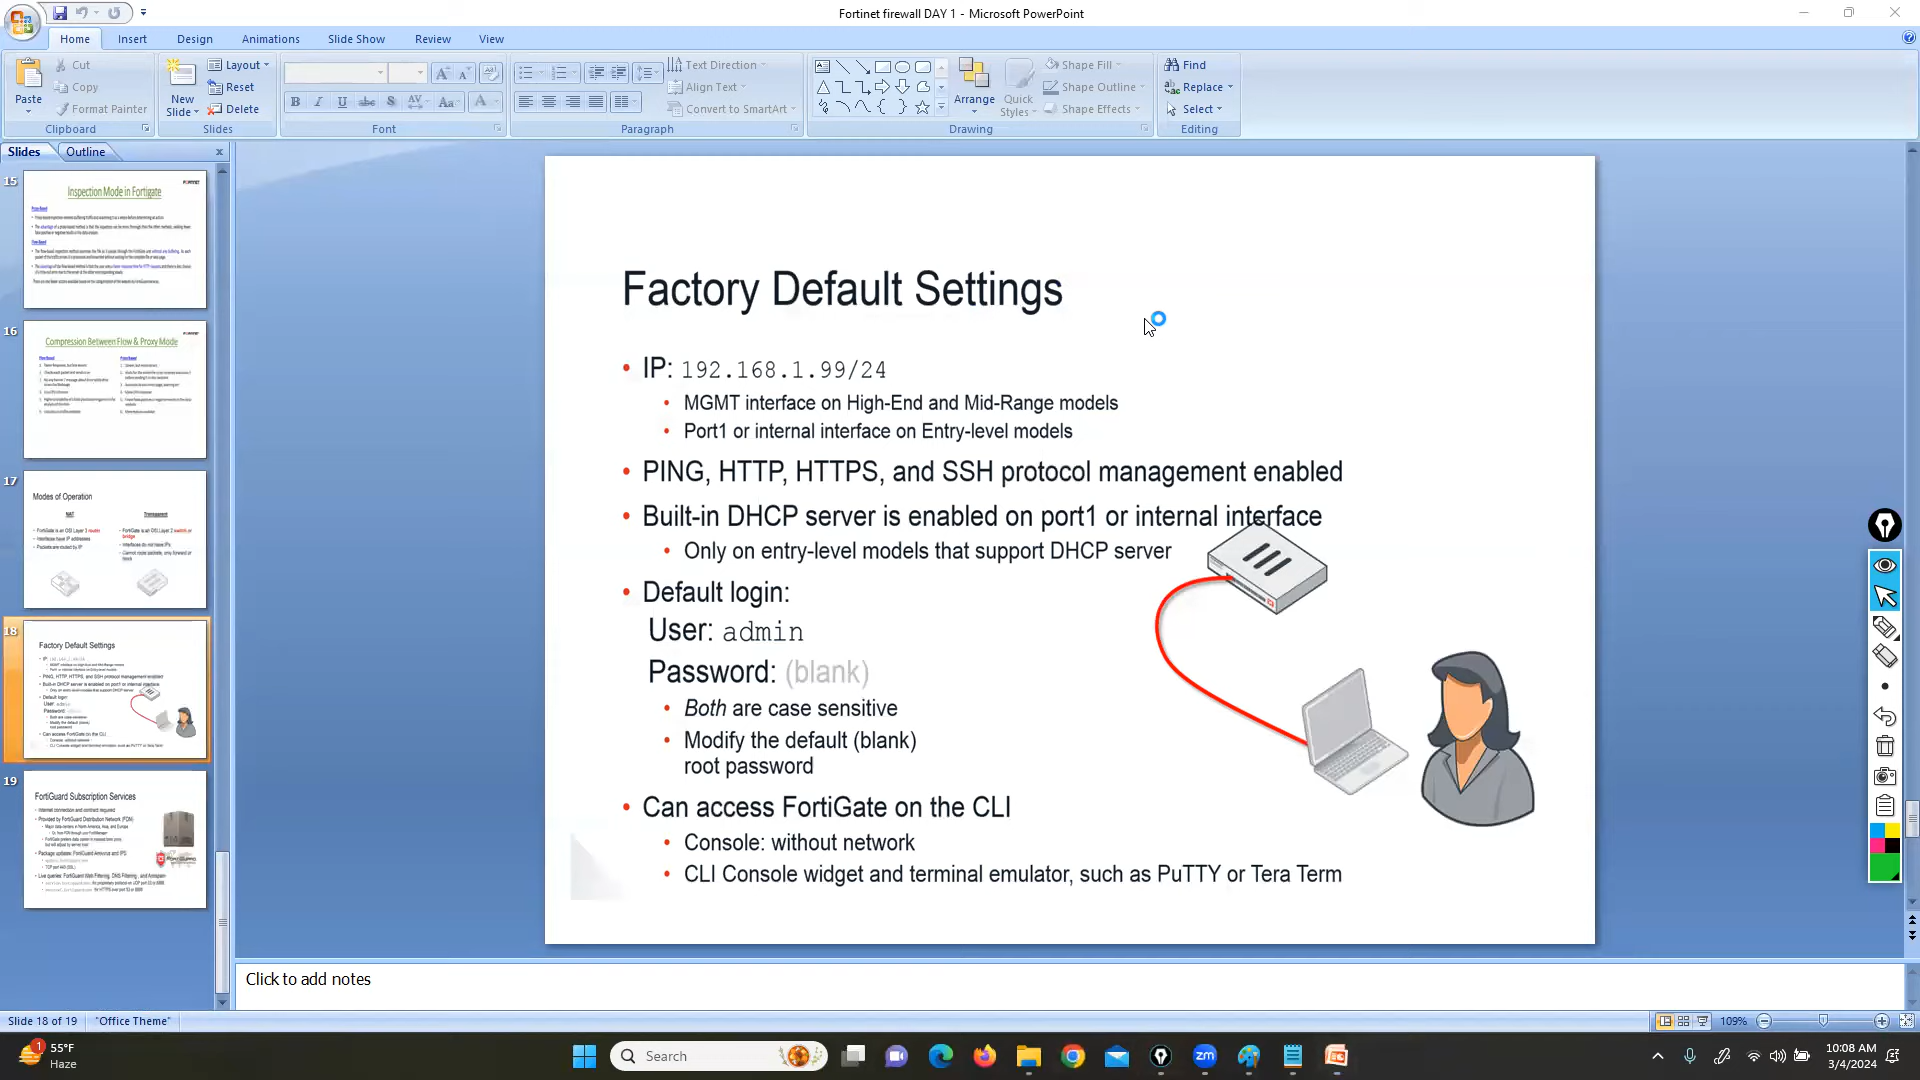 Fortinet firewall DAY 1 - Microsoft PowerPoint
Home Insert Design Animations Slide Show Review View
Paste
Cut
Copy
Format Painter
Clipboard
New Slide
Layout
Reset
Delete
Slides
Font
Text Direction
Align Text
Convert to SmartArt
Paragraph
Arrange
Quick Styles
Shape Fill
Shape Outline
Shape Effects
Drawing
Find
Replace
Select
Editing
Slides Outline
15
Inspection Mode in Fortigate
16
Compression Between Flow & Proxy Mode
17
Modes of Operation
NAT
Transparent
18
Factory Default Settings
19
FortiGuard Subscription Services
Factory Default Settings
• IP: 192.168.1.99/24
• MGMT interface on High-End and Mid-Range models
• Port1 or internal interface on Entry-level models
• PING, HTTP, HTTPS, and SSH protocol management enabled
• Built-in DHCP server is enabled on port1 or internal interface
• Only on entry-level models that support DHCP server
• Default login:
User: admin
Password: (blank)
• Both are case sensitive
• Modify the default (blank)
root password
• Can access FortiGate on the CLI
• Console: without network
• CLI Console widget and terminal emulator, such as PuTTY or Tera Term
Click to add notes
Slide 18 of 19 "Office Theme" 109%
1
55°F
Haze
Search
zm
10:08 AM
3/4/2024